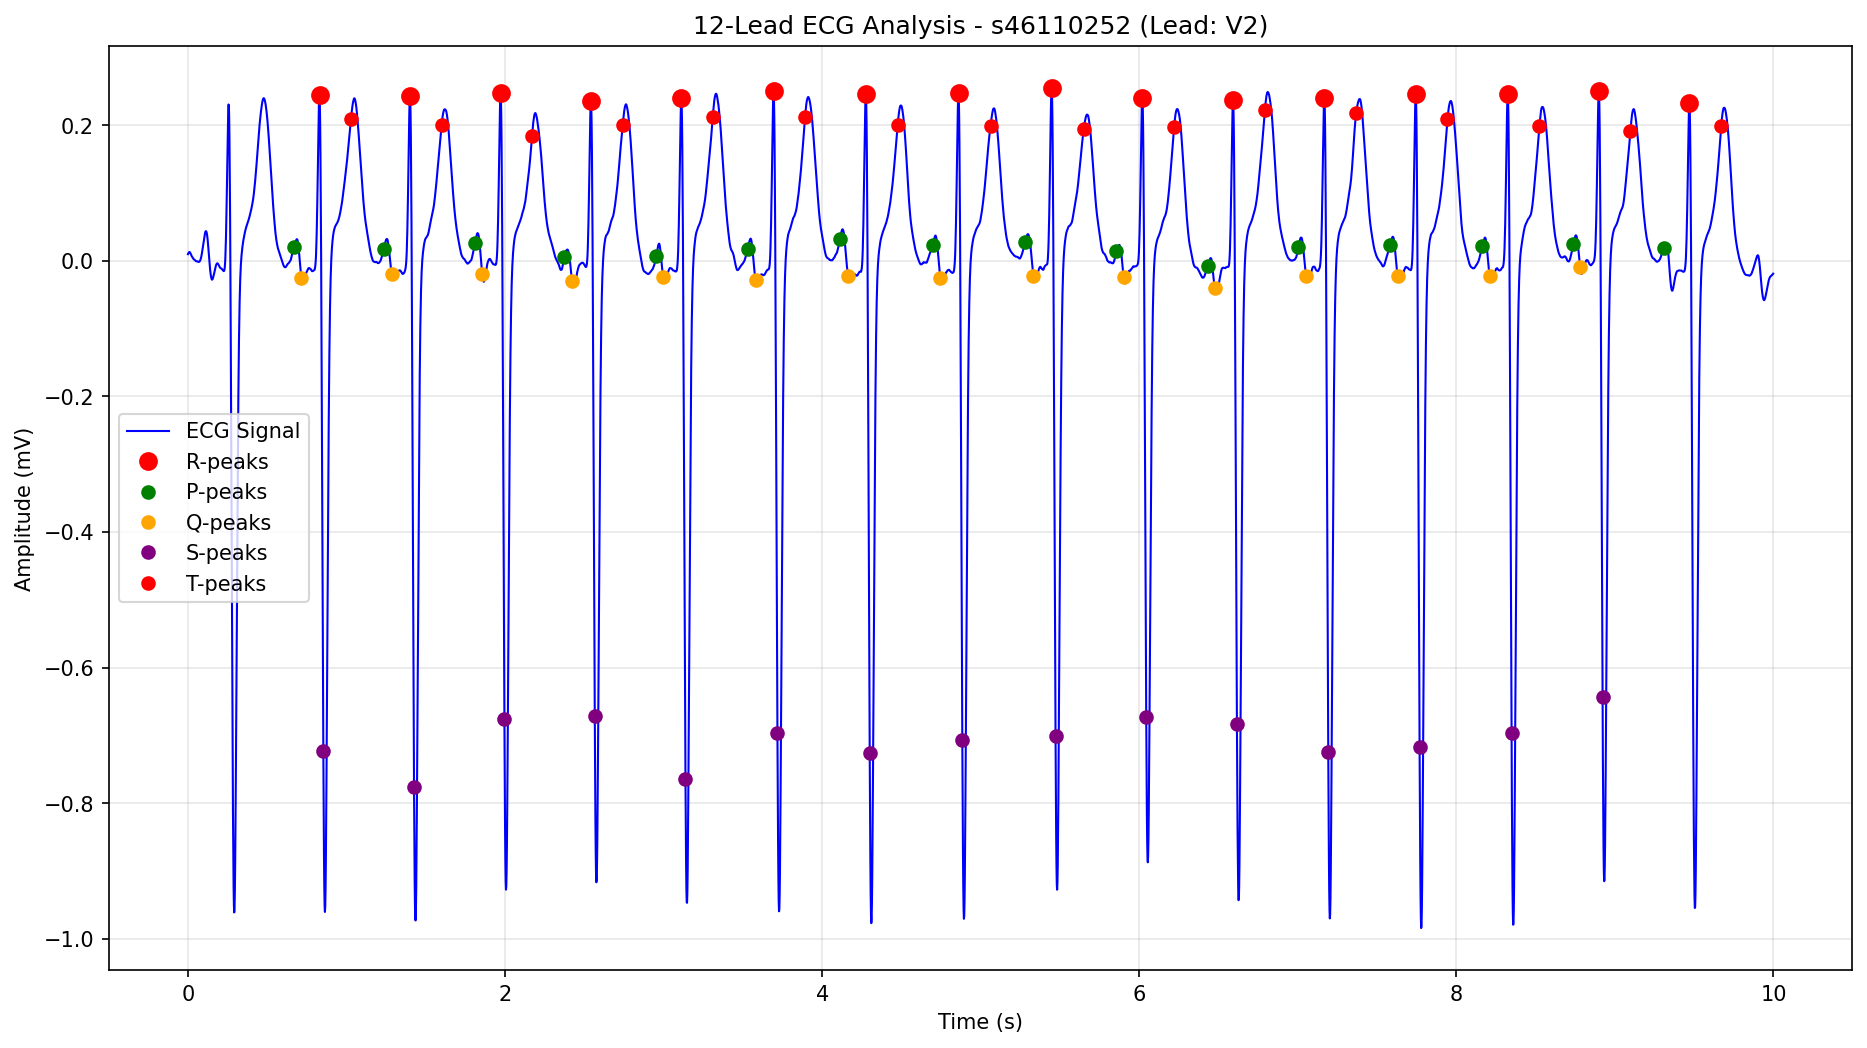 12-Lead ECG Analysis - s46110252 (Lead: V2)
Amplitude (mV)
0.2
0.0
−0.2
−0.4
−0.6
−0.8
−1.0
ECG Signal
R-peaks
P-peaks
Q-peaks
S-peaks
T-peaks
0 2 4 6 8 10
Time (s)